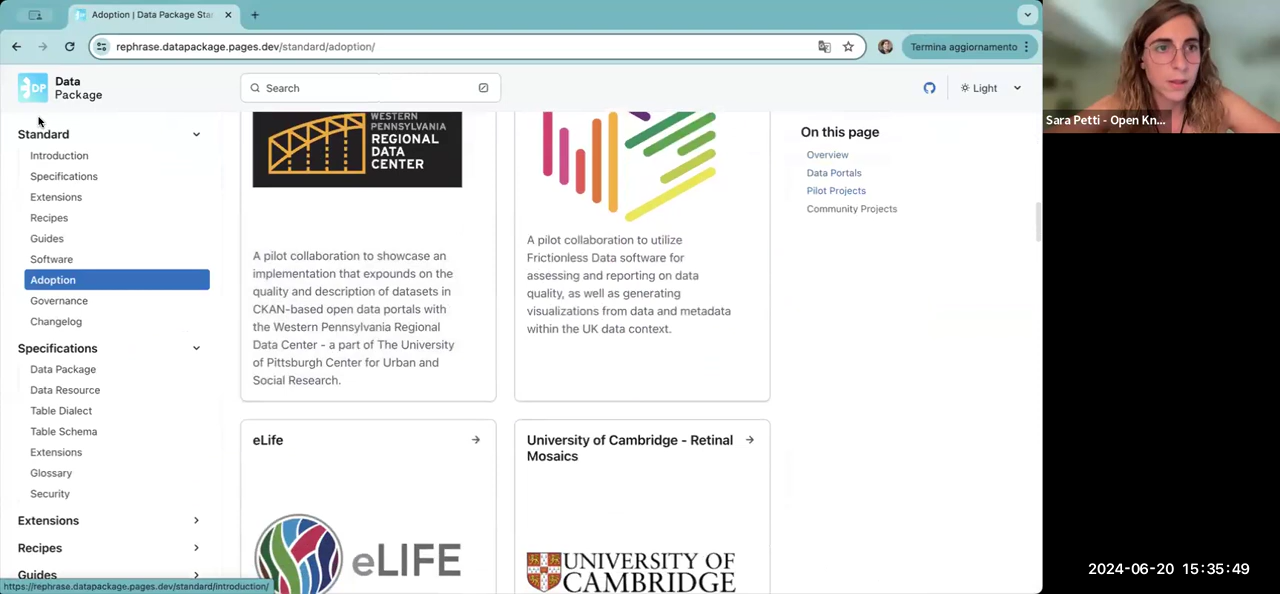 Adoption | Data Package Sta
rephrase.datapackage.pages.dev/standard/adoption/
Termina aggiornamento
Data
Package
Search
Light
Standard
Introduction
Specifications
Extensions
Recipes
Guides
Software
Adoption
Governance
Changelog
Specifications
Data Package
Data Resource
Table Dialect
Table Schema
Extensions
Glossary
Security
Extensions
Recipes
Guides
https://rephrase.datapackage.pages.dev/standard/introduction/
WESTERN
PENNSYLVANIA
REGIONAL
DATA
CENTER
A pilot collaboration to showcase an
implementation that expounds on the
quality and description of datasets in
CKAN-based open data portals with
the Western Pennsylvania Regional
Data Center - a part of The University
of Pittsburgh Center for Urban and
Social Research.
A pilot collaboration to utilize
Frictionless Data software for
assessing and reporting on data
quality, as well as generating
visualizations from data and metadata
within the UK data context.
eLife
eLIFE
University of Cambridge - Retinal
Mosaics
UNIVERSITY OF
CAMBRIDGE
On this page
Overview
Data Portals
Pilot Projects
Community Projects
Sara Petti - Open Kn...
2024-06-20 15:35:49
DP